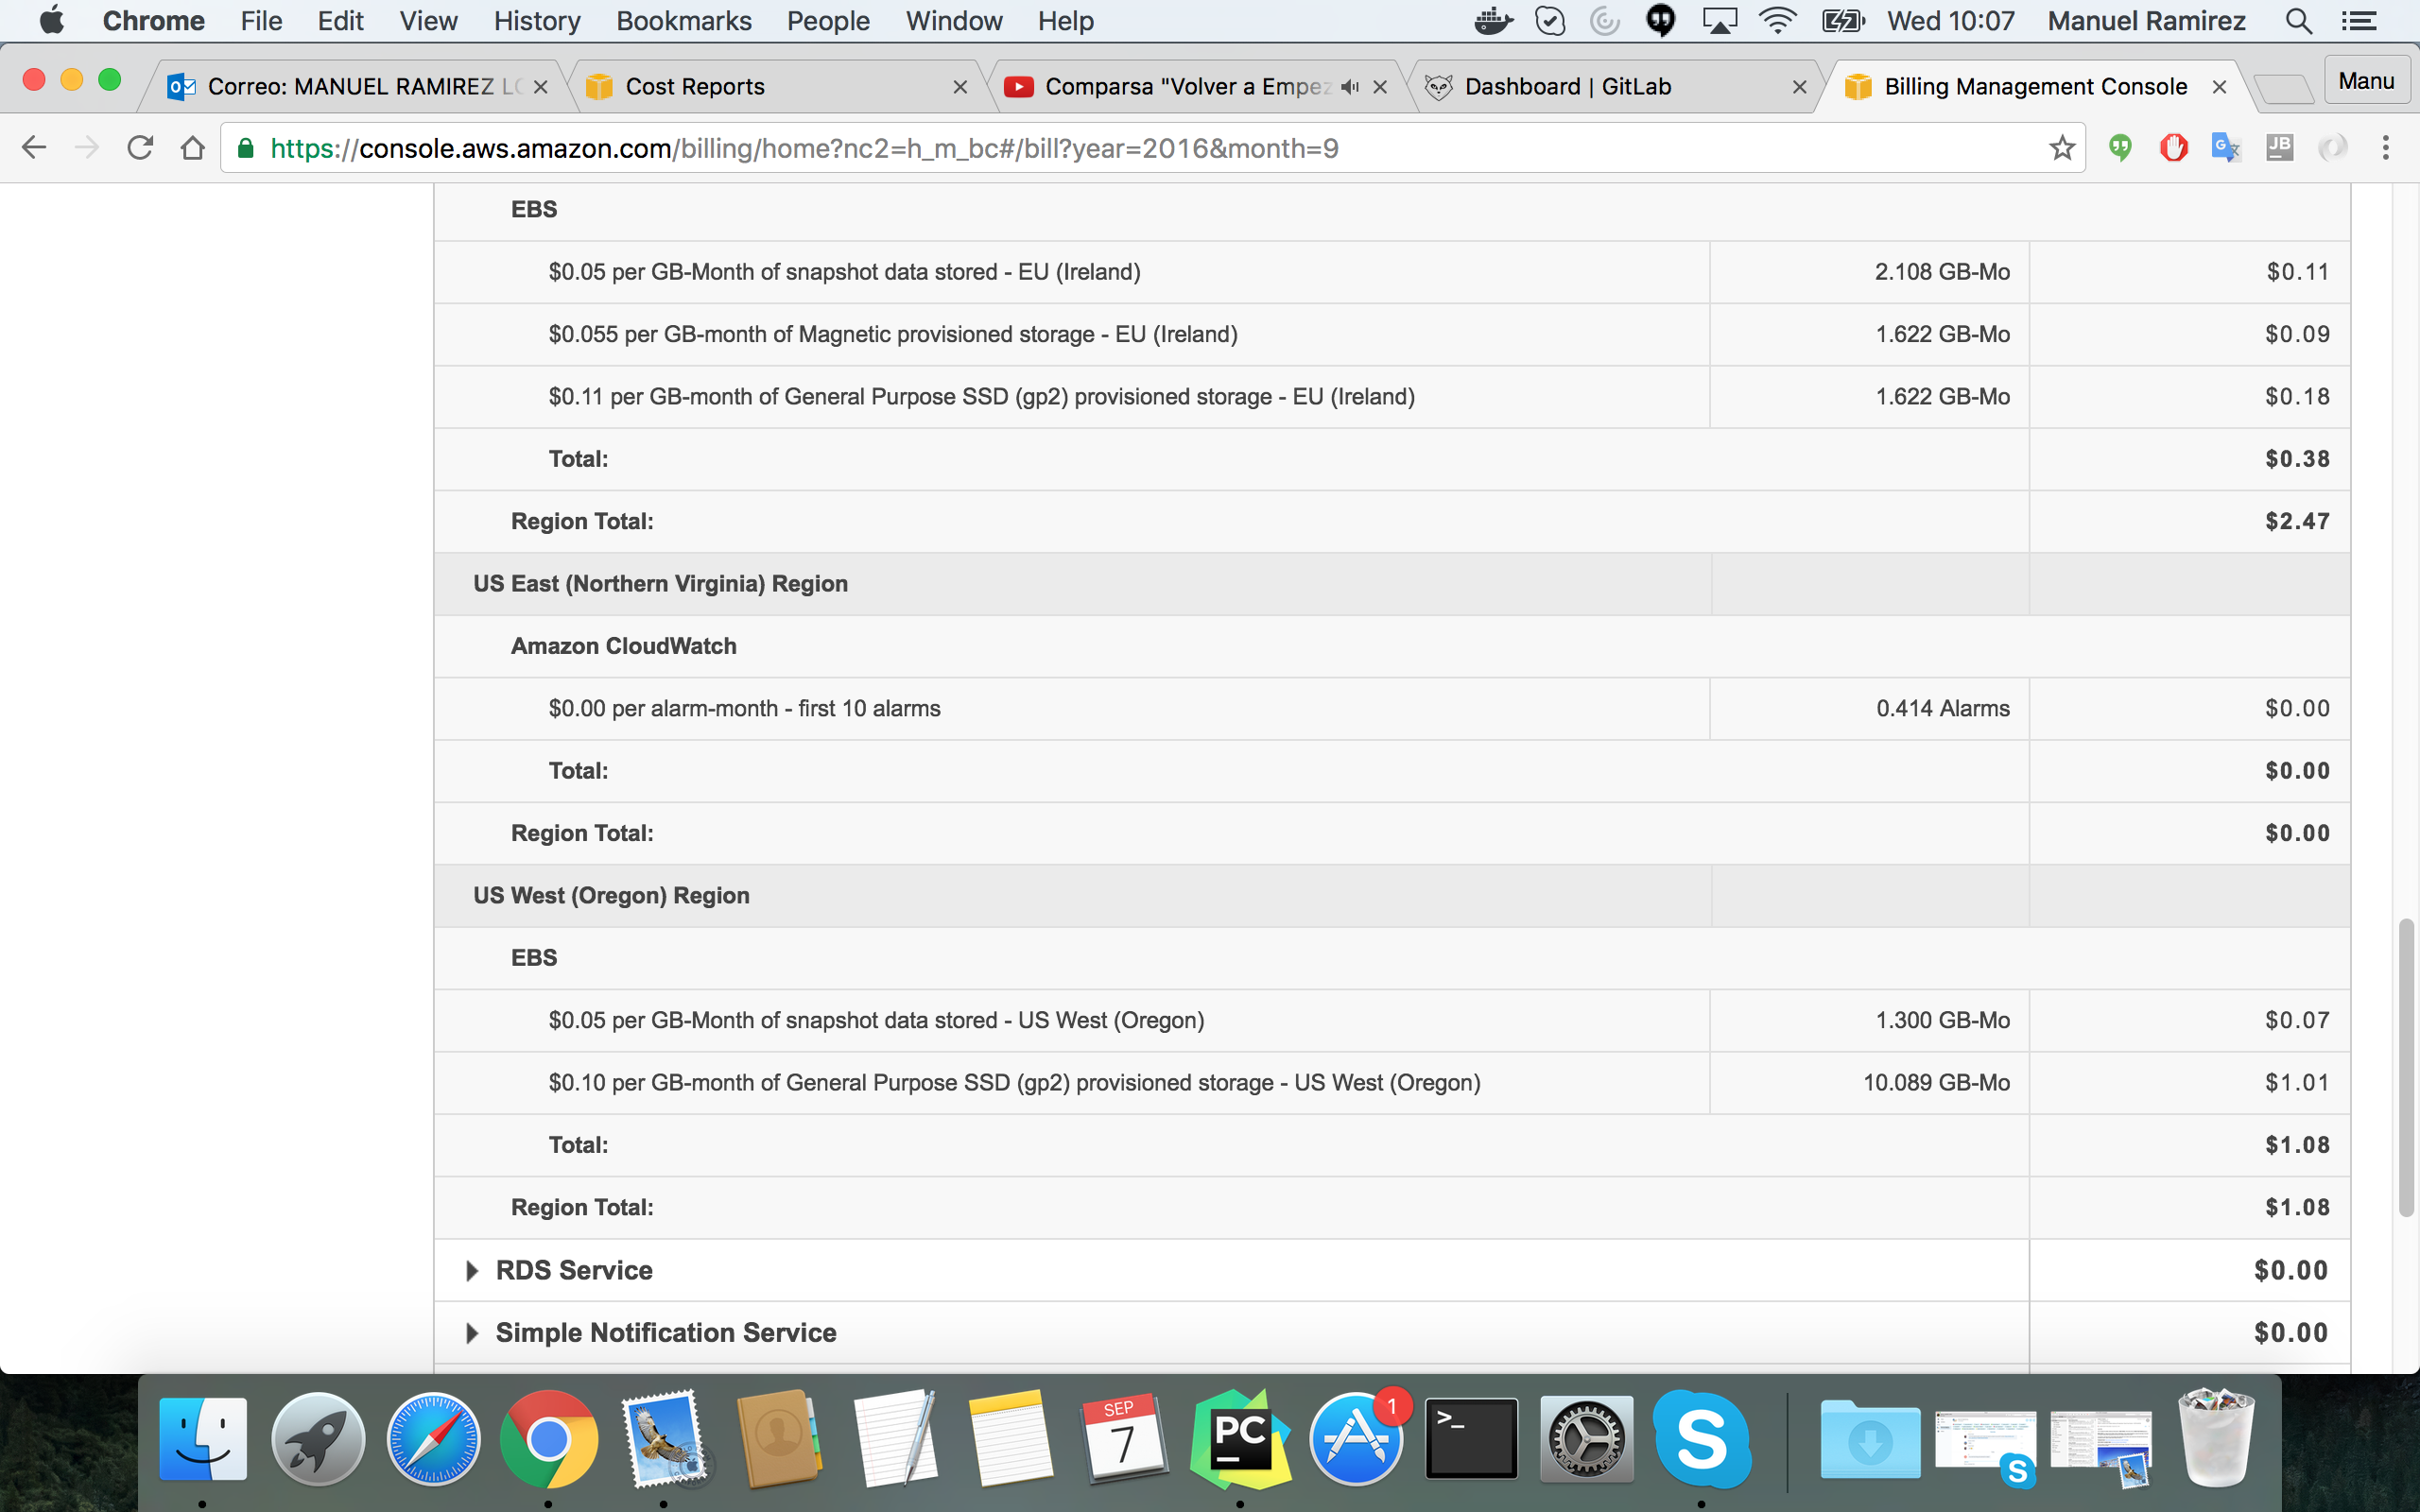 Chrome File Edit View History Bookmarks People Window Help Wed 10:07 Manuel Ramirez
Correo: MANUEL RAMIREZ LO Cost Reports Comparsa "Volver a Empez Dashboard | GitLab Billing Management Console Manu
https://console.aws.amazon.com/billing/home?nc2=h_m_bc#/bill?year=2016&month=9
EBS
$0.05 per GB-Month of snapshot data stored - EU (Ireland) 2.108 GB-Mo $0.11
$0.055 per GB-month of Magnetic provisioned storage - EU (Ireland) 1.622 GB-Mo $0.09
$0.11 per GB-month of General Purpose SSD (gp2) provisioned storage - EU (Ireland) 1.622 GB-Mo $0.18
Total: $0.38
Region Total: $2.47
US East (Northern Virginia) Region
Amazon CloudWatch
$0.00 per alarm-month - first 10 alarms 0.414 Alarms $0.00
Total: $0.00
Region Total: $0.00
US West (Oregon) Region
EBS
$0.05 per GB-Month of snapshot data stored - US West (Oregon) 1.300 GB-Mo $0.07
$0.10 per GB-month of General Purpose SSD (gp2) provisioned storage - US West (Oregon) 10.089 GB-Mo $1.01
Total: $1.08
Region Total: $1.08
RDS Service $0.00
Simple Notification Service $0.00
SEP
7
PC
1
>_
S
S